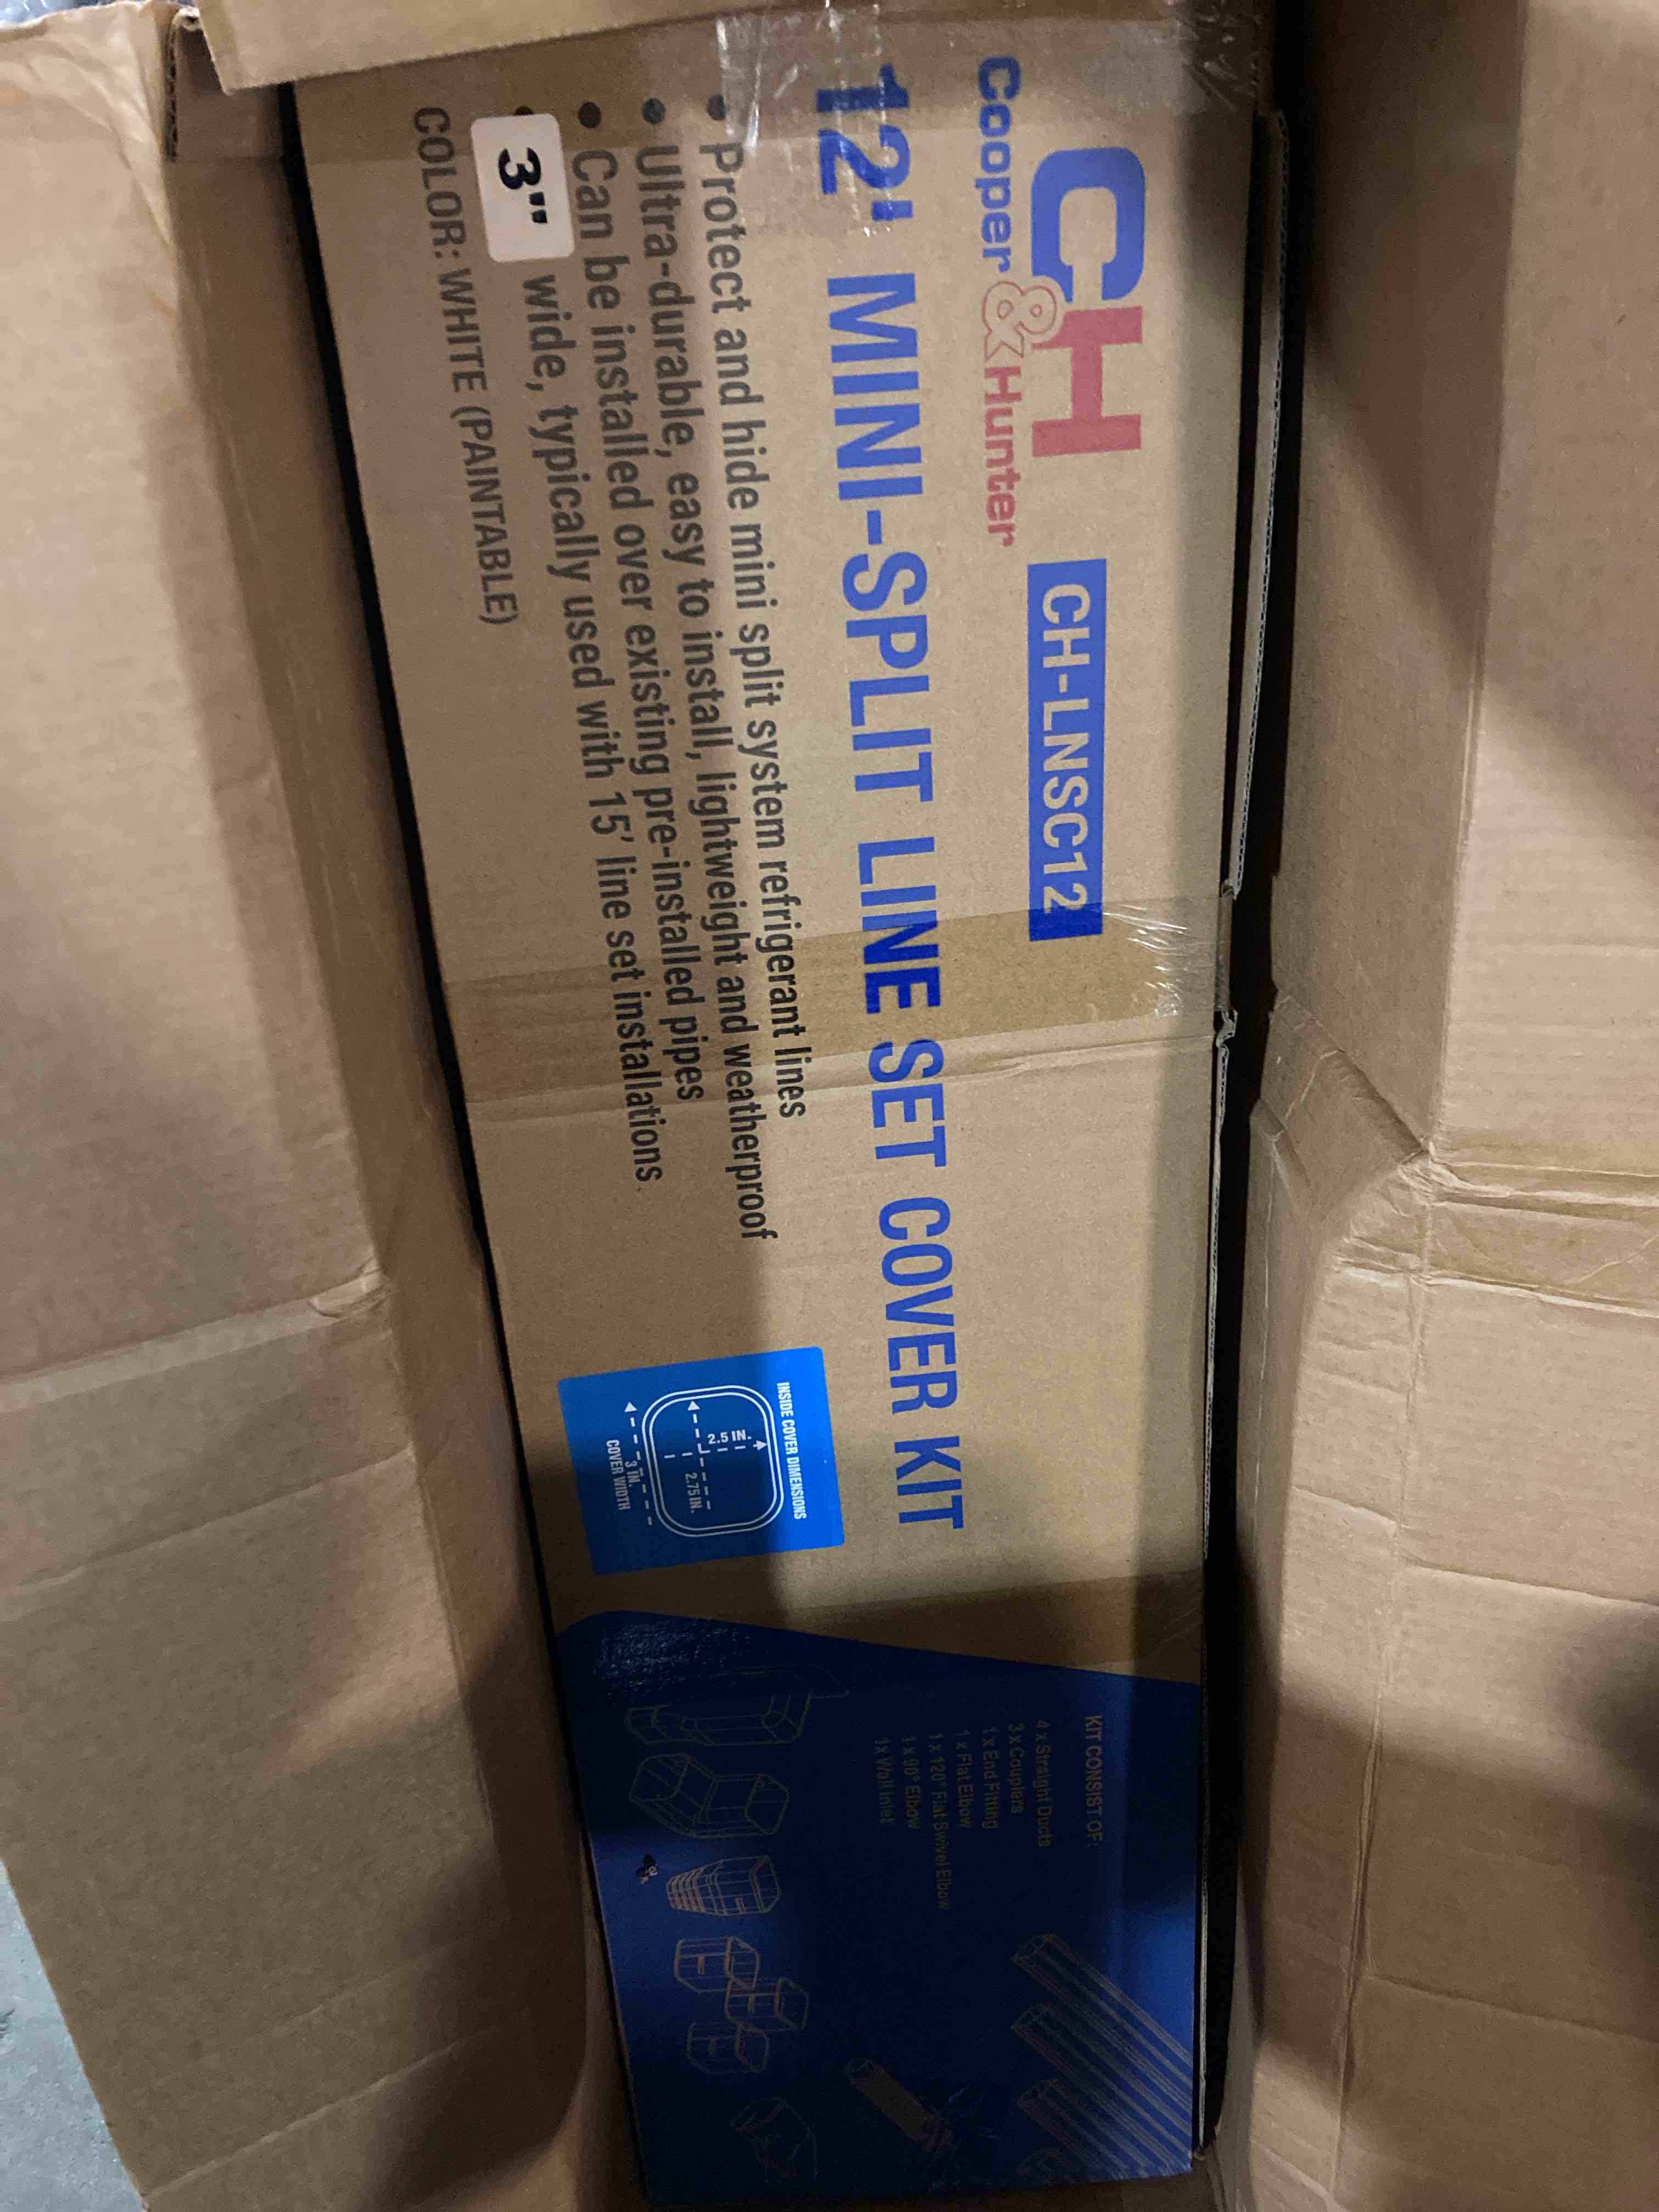 CH
Cooper & Hunter
CH-LNSC12
12' MINI-SPLIT LINE SET COVER KIT
• Protect and hide mini split system refrigerant lines
• Ultra-durable, easy to install, lightweight and weatherproof
• Can be installed over existing pre-installed pipes
• 3" wide, typically used with 15' line set installations
COLOR: WHITE (PAINTABLE)
INSIDE COVER DIMENSIONS
2.5 IN.
2.75 IN.
3 IN.
COVER WIDTH
KIT CONSIST OF:
4 x Straight Ducts
3 x Couplers
1 x End Fitting
1 x Flat Elbow
1 x 120° Flat Swivel Elbow
1 x 90° Elbow
1x Wall Inlet